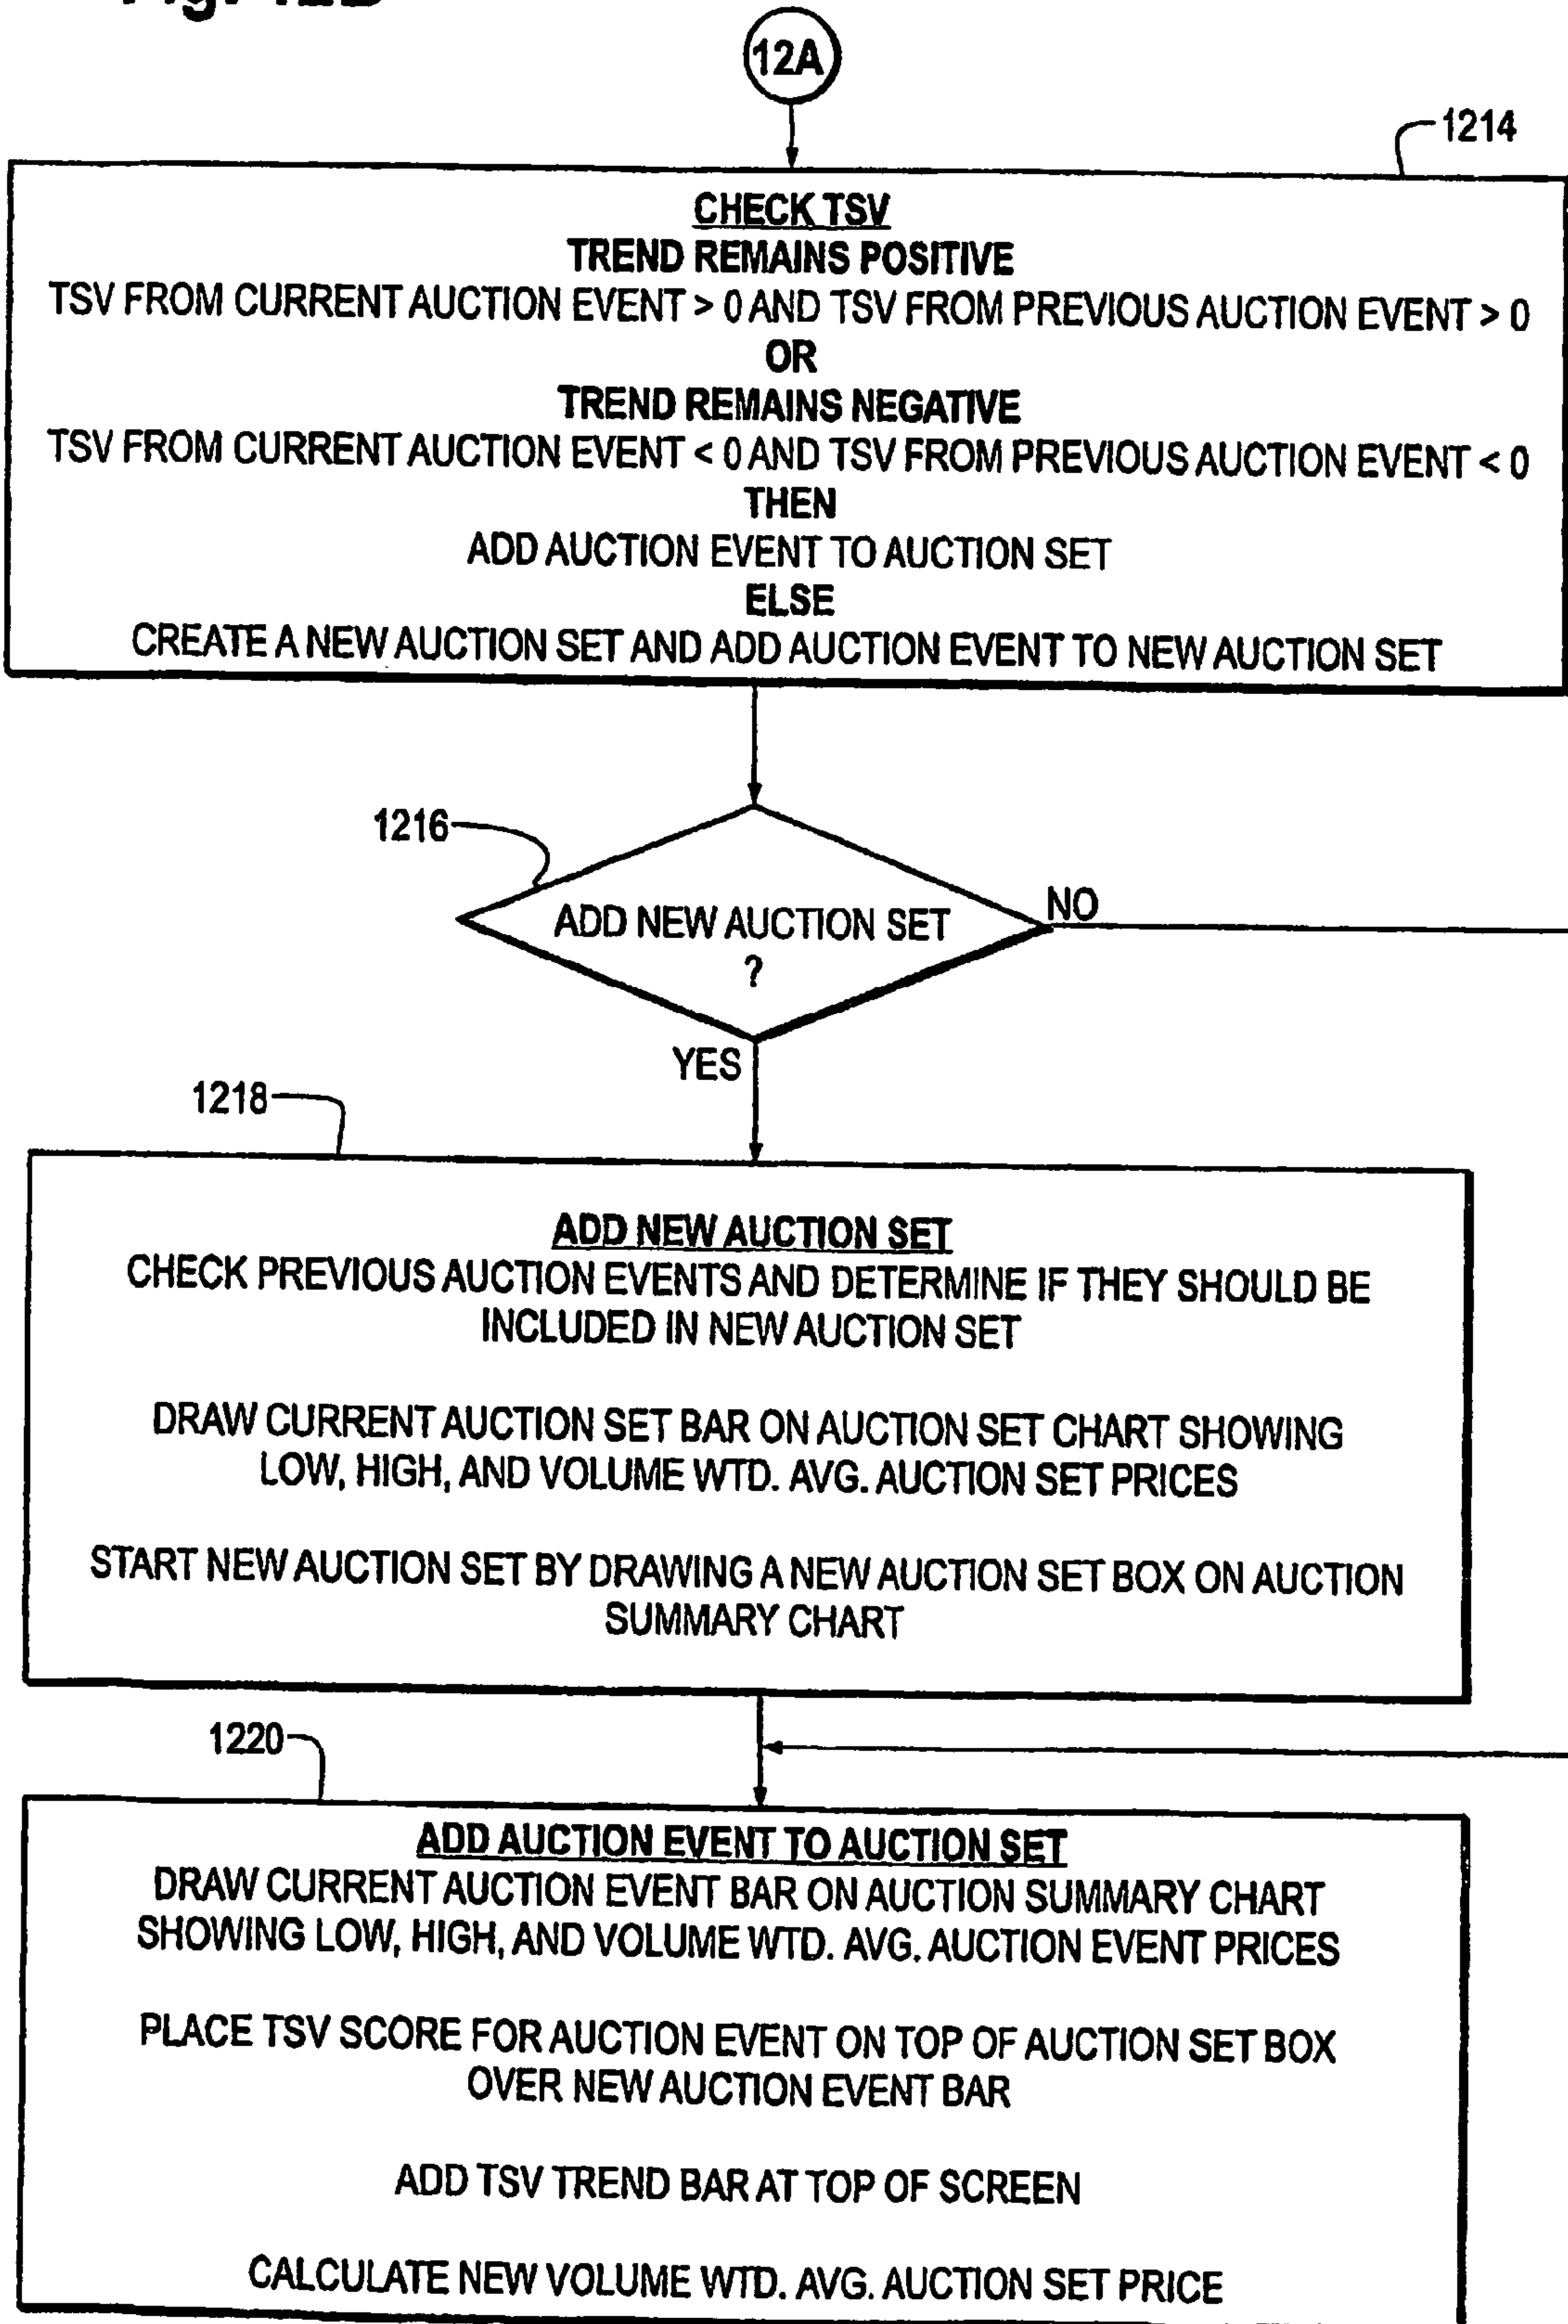 12A
1214
CHECK TSV
TREND REMAINS POSITIVE
TSV FROM CURRENT AUCTION EVENT > 0 AND TSV FROM PREVIOUS AUCTION EVENT > 0
OR
TREND REMAINS NEGATIVE
TSV FROM CURRENT AUCTION EVENT < 0 AND TSV FROM PREVIOUS AUCTION EVENT < 0
THEN
ADD AUCTION EVENT TO AUCTION SET
ELSE
CREATE A NEW AUCTION SET AND ADD AUCTION EVENT TO NEW AUCTION SET
1216
ADD NEW AUCTION SET
?
NO
YES
1218
ADD NEW AUCTION SET
CHECK PREVIOUS AUCTION EVENTS AND DETERMINE IF THEY SHOULD BE
INCLUDED IN NEW AUCTION SET
DRAW CURRENT AUCTION SET BAR ON AUCTION SET CHART SHOWING
LOW, HIGH, AND VOLUME WTD. AVG. AUCTION SET PRICES
START NEW AUCTION SET BY DRAWING A NEW AUCTION SET BOX ON AUCTION
SUMMARY CHART
1220
ADD AUCTION EVENT TO AUCTION SET
DRAW CURRENT AUCTION EVENT BAR ON AUCTION SUMMARY CHART
SHOWING LOW, HIGH, AND VOLUME WTD. AVG. AUCTION EVENT PRICES
PLACE TSV SCORE FOR AUCTION EVENT ON TOP OF AUCTION SET BOX
OVER NEW AUCTION EVENT BAR
ADD TSV TREND BAR AT TOP OF SCREEN
CALCULATE NEW VOLUME WTD. AVG. AUCTION SET PRICE